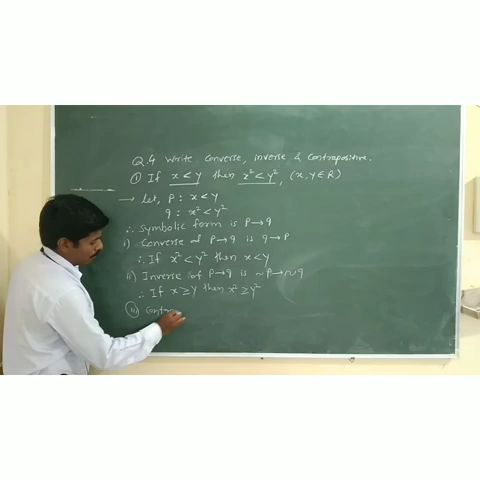 Q.4 Write Converse, inverse & Contrapositive.
① If x < y then x² < y², (x, y ∈ R)
→ let, P : x < y
q : x² < y²
∴ Symbolic form is P → q
i) Converse of P → q is q → P
∴ If x² < y² then x < y
ii) Inverse of P → q is ~P → ~q
∴ If x ≥ y then x² ≥ y²
iii) Contra